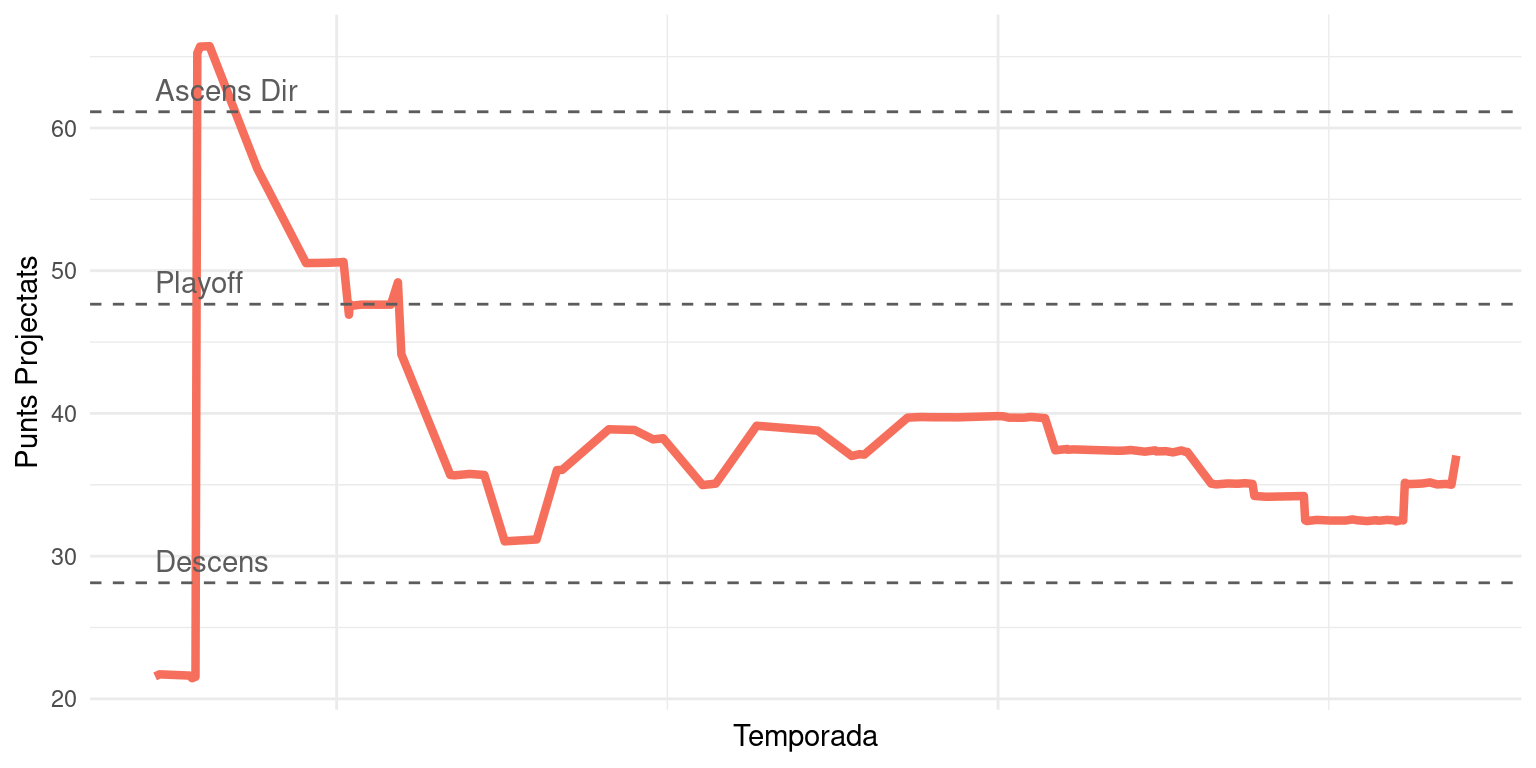 Ascens Dir
60
50
Playoff
Punts Projectats
40
30
Descens
20
Temporada